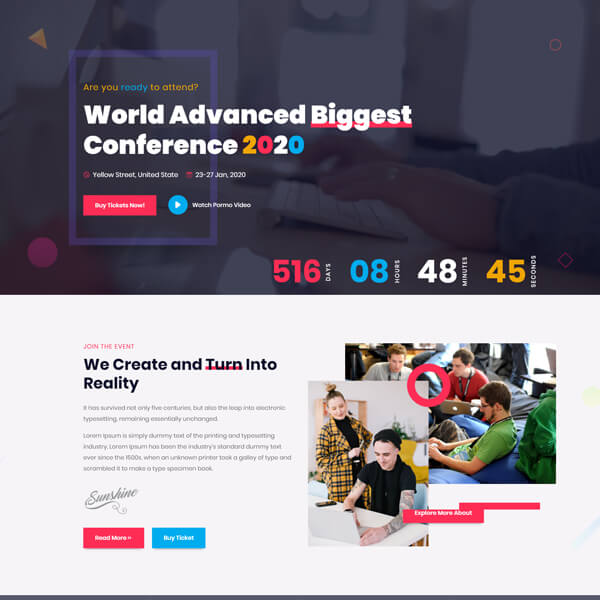 Are you ready to attend?
World Advanced Biggest
Conference 2020
Yellow Street, United State 23-27 Jan, 2020
Buy Tickets Now! Watch Pormo Video
516 DAYS 08 HOURS 48 MINUTES 45 SECONDS
JOIN THE EVENT
We Create and Turn Into
Reality
It has survived not only five centuries, but also the leap into electronic
typesetting, remaining essentially unchanged.
Lorem Ipsum is simply dummy text of the printing and typesetting
industry. Lorem Ipsum has been the industry's standard dummy text
ever since the 1500s, when an unknown printer took a galley of type and
scrambled it to make a type specimen book.
Sunshine
Explore More About
Read More » Buy Ticket